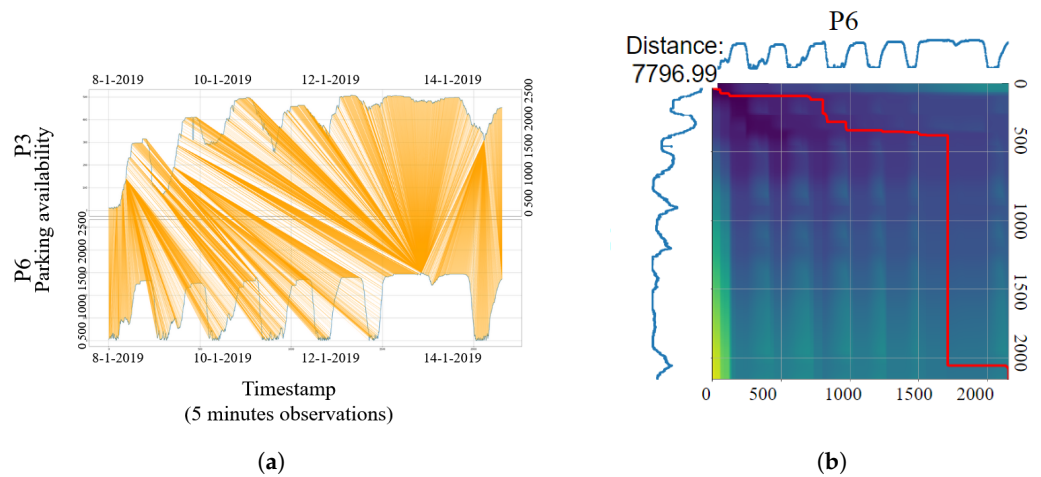 8-1-2019 10-1-2019 12-1-2019 14-1-2019
P3
0 500 1000 1500 2000 2500
Parking availability
P6
0 500 1000 1500 2000 2500
8-1-2019 10-1-2019 12-1-2019 14-1-2019
Timestamp
(5 minutes observations)
(a)
P6
Distance:
7796.99
0
500
1000
1500
2000
0 500 1000 1500 2000
(b)